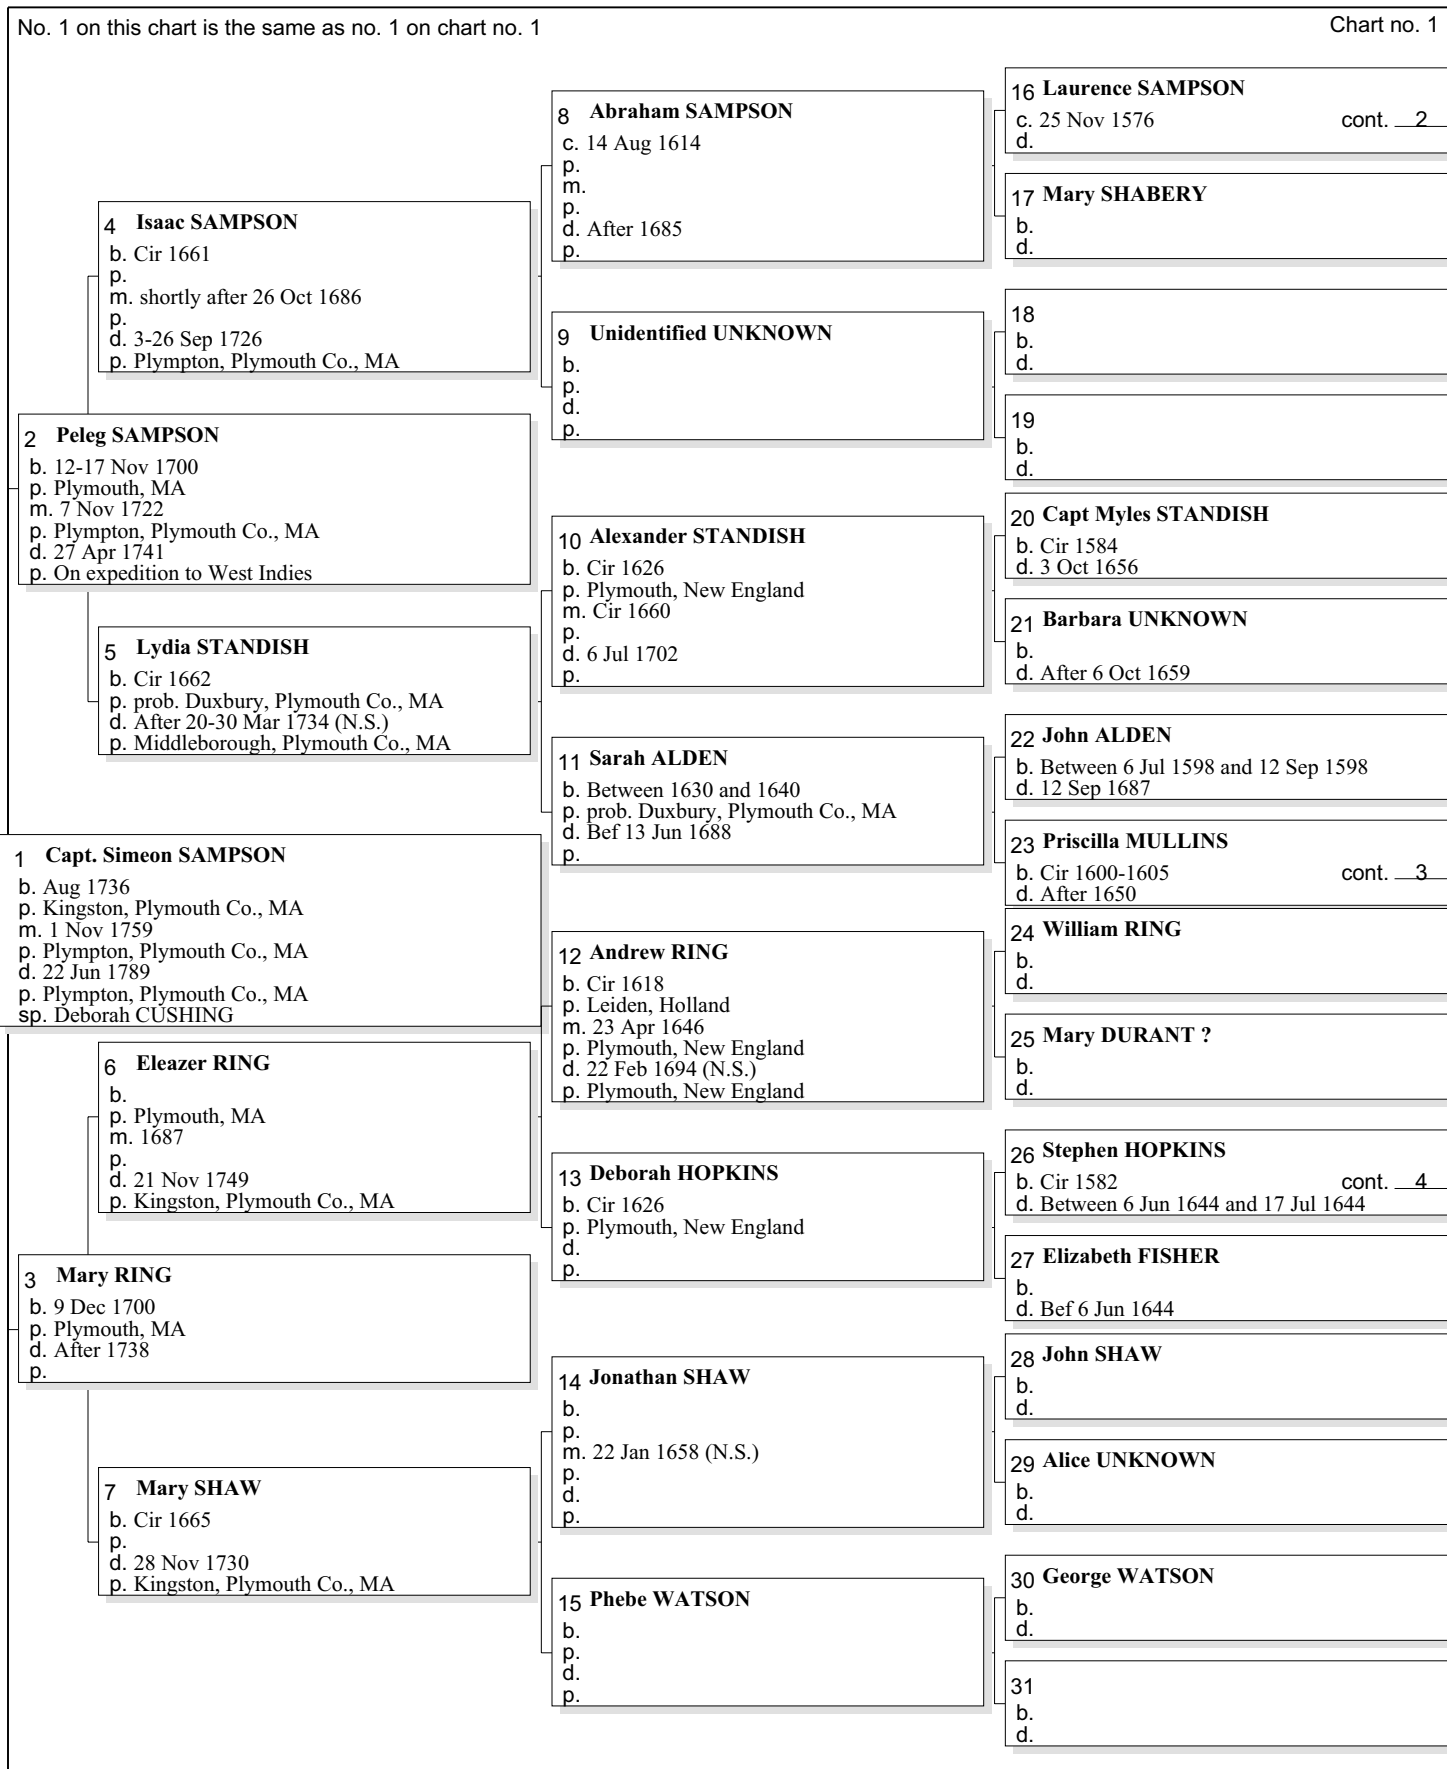 No. 1 on this chart is the same as no. 1 on chart no. 1
Chart no. 1
1 Capt. Simeon SAMPSON
b. Aug 1736
p. Kingston, Plymouth Co., MA
m. 1 Nov 1759
p. Plympton, Plymouth Co., MA
d. 22 Jun 1789
p. Plympton, Plymouth Co., MA
sp. Deborah CUSHING
2 Peleg SAMPSON
b. 12-17 Nov 1700
p. Plymouth, MA
m. 7 Nov 1722
p. Plympton, Plymouth Co., MA
d. 27 Apr 1741
p. On expedition to West Indies
3 Mary RING
b. 9 Dec 1700
p. Plymouth, MA
d. After 1738
p.
4 Isaac SAMPSON
b. Cir 1661
p.
m. shortly after 26 Oct 1686
p.
d. 3-26 Sep 1726
p. Plympton, Plymouth Co., MA
5 Lydia STANDISH
b. Cir 1662
p. prob. Duxbury, Plymouth Co., MA
d. After 20-30 Mar 1734 (N.S.)
p. Middleborough, Plymouth Co., MA
6 Eleazer RING
b.
p. Plymouth, MA
m. 1687
p.
d. 21 Nov 1749
p. Kingston, Plymouth Co., MA
7 Mary SHAW
b. Cir 1665
p.
d. 28 Nov 1730
p. Kingston, Plymouth Co., MA
8 Abraham SAMPSON
c. 14 Aug 1614
p.
m.
p.
d. After 1685
p.
9 Unidentified UNKNOWN
b.
p.
d.
p.
10 Alexander STANDISH
b. Cir 1626
p. Plymouth, New England
m. Cir 1660
p.
d. 6 Jul 1702
p.
11 Sarah ALDEN
b. Between 1630 and 1640
p. prob. Duxbury, Plymouth Co., MA
d. Bef 13 Jun 1688
p.
12 Andrew RING
b. Cir 1618
p. Leiden, Holland
m. 23 Apr 1646
p. Plymouth, New England
d. 22 Feb 1694 (N.S.)
p. Plymouth, New England
13 Deborah HOPKINS
b. Cir 1626
p. Plymouth, New England
d.
p.
14 Jonathan SHAW
b.
p.
m. 22 Jan 1658 (N.S.)
p.
d.
p.
15 Phebe WATSON
b.
p.
d.
p.
16 Laurence SAMPSON
c. 25 Nov 1576 cont. 2
d.
17 Mary SHABERY
b.
d.
18
b.
d.
19
b.
d.
20 Capt Myles STANDISH
b. Cir 1584
d. 3 Oct 1656
21 Barbara UNKNOWN
b.
d. After 6 Oct 1659
22 John ALDEN
b. Between 6 Jul 1598 and 12 Sep 1598
d. 12 Sep 1687
23 Priscilla MULLINS
b. Cir 1600-1605 cont. 3
d. After 1650
24 William RING
b.
d.
25 Mary DURANT ?
b.
d.
26 Stephen HOPKINS
b. Cir 1582 cont. 4
d. Between 6 Jun 1644 and 17 Jul 1644
27 Elizabeth FISHER
b.
d. Bef 6 Jun 1644
28 John SHAW
b.
d.
29 Alice UNKNOWN
b.
d.
30 George WATSON
b.
d.
31
b.
d.